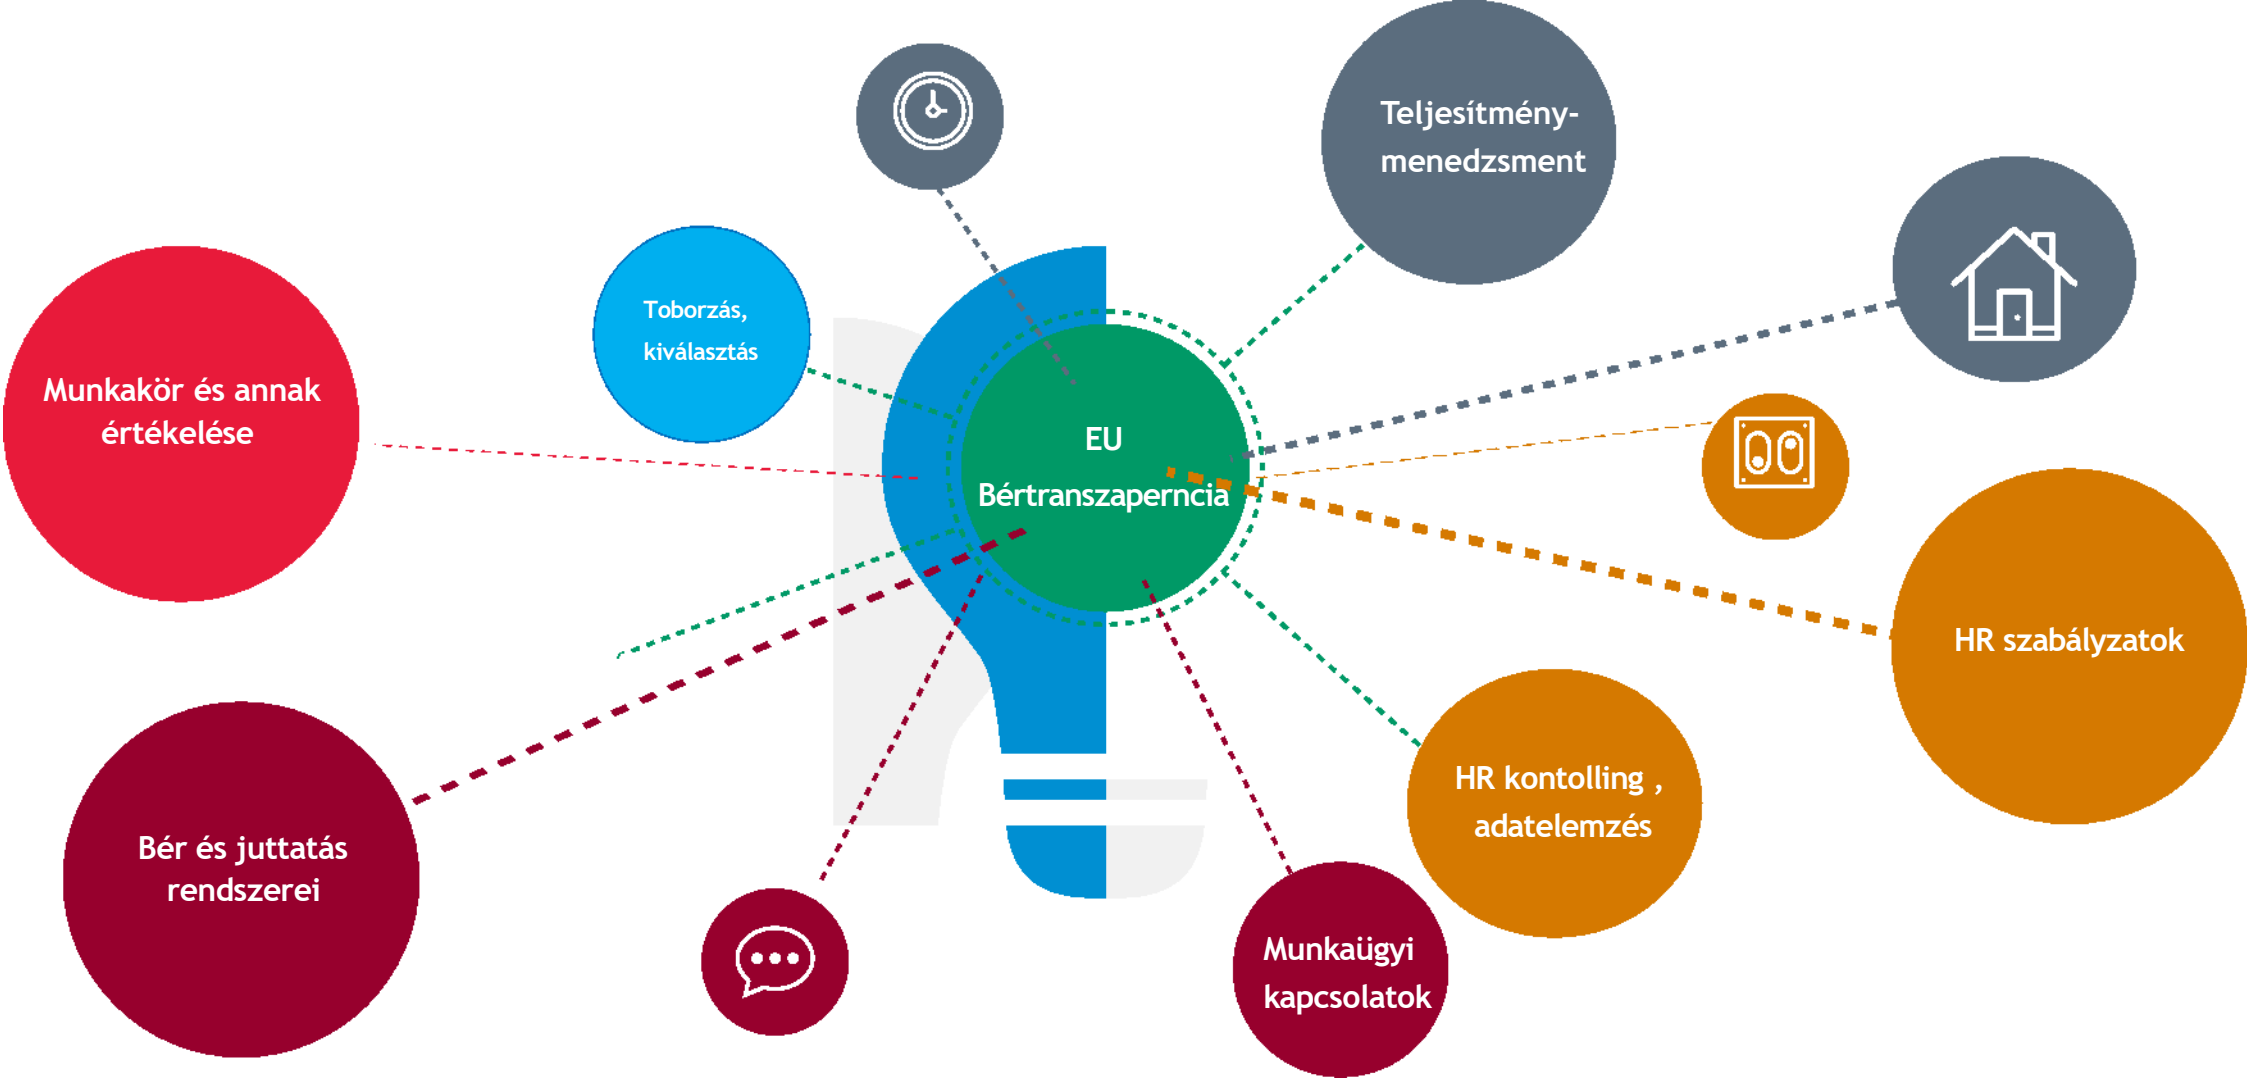 Teljesítmény-
menedzsment
Toborzás,
kiválasztás
Munkakör és annak
értékelése
EU
Bértranszaperncia
HR szabályzatok
HR kontolling ,
adatelemzés
Bér és juttatás
rendszerei
Munkaügyi
kapcsolatok